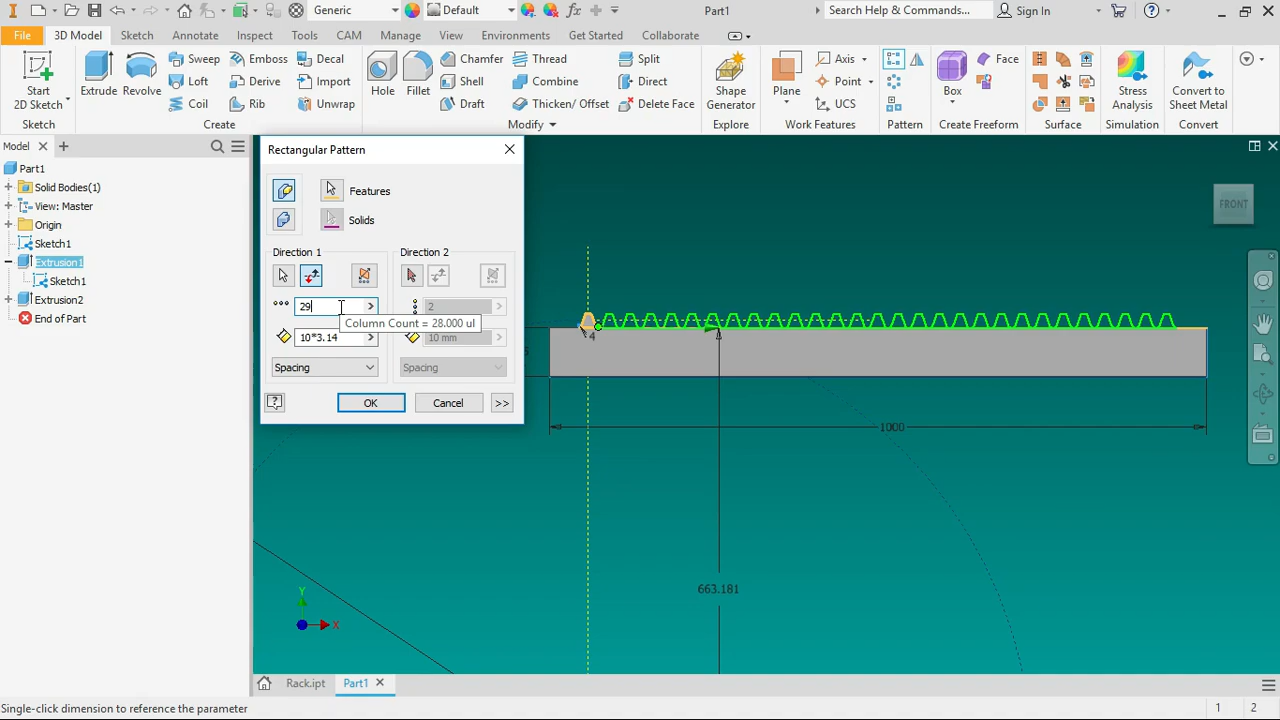 Generic
Default
Part1
Search Help & Commands...
Sign In
File
3D Model
Sketch
Annotate
Inspect
Tools
CAM
Manage
View
Environments
Get Started
Collaborate
Start
2D Sketch
Extrude
Revolve
Sweep
Loft
Coil
Emboss
Derive
Rib
Decal
Import
Unwrap
Hole
Fillet
Chamfer
Shell
Draft
Thread
Combine
Thicken/ Offset
Split
Direct
Delete Face
Shape
Generator
Plane
Axis
Point
UCS
Box
Face
Stress
Analysis
Convert to
Sheet Metal
Sketch
Create
Modify
Explore
Work Features
Pattern
Create Freeform
Surface
Simulation
Convert
Model
Part1
Solid Bodies(1)
View: Master
Origin
Sketch1
Extrusion1
Sketch1
Extrusion2
End of Part
Rectangular Pattern
Features
Solids
Direction 1
Direction 2
29
2
Column Count = 28.000 ul
10*3.14
10 mm
Spacing
Spacing
OK
Cancel
>>
FRONT
4
1000
663.181
Y
X
Rack.ipt
Part1
Single-click dimension to reference the parameter
1
2